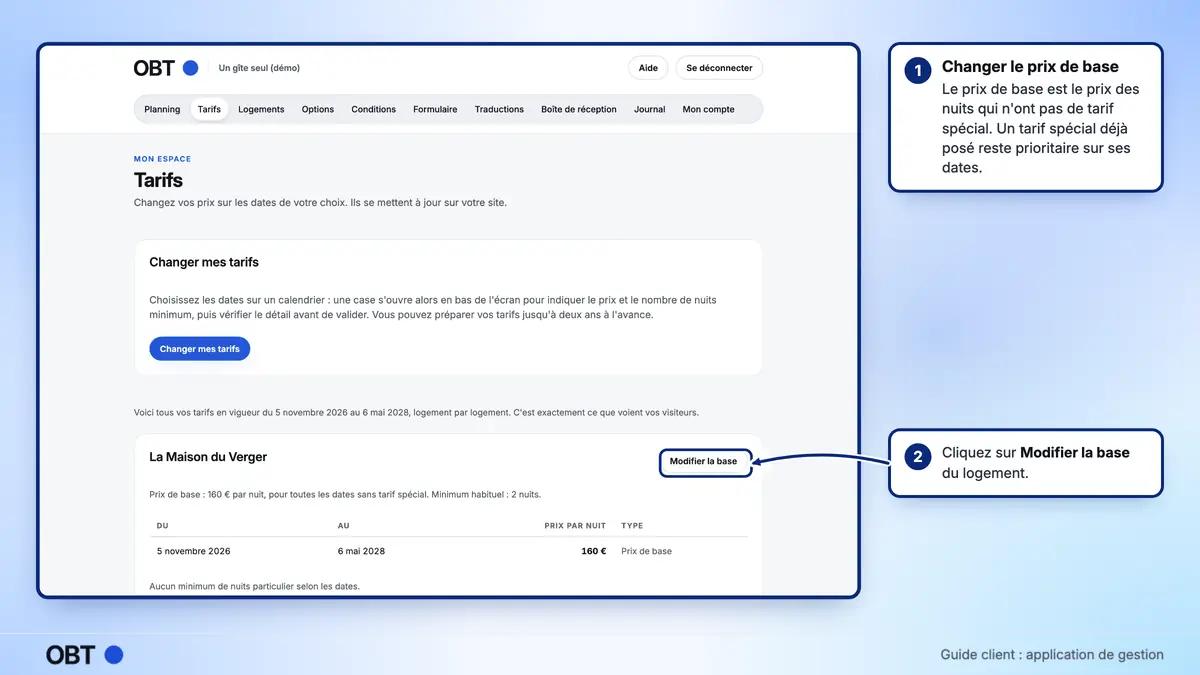 OBT
Un gîte seul (démo)
Aide
Se déconnecter
Planning
Tarifs
Logements
Options
Conditions
Formulaire
Traductions
Boîte de réception
Journal
Mon compte
MON ESPACE
Tarifs
Changez vos prix sur les dates de votre choix. Ils se mettent à jour sur votre site.
Changer mes tarifs
Choisissez les dates sur un calendrier : une case s'ouvre alors en bas de l'écran pour indiquer le prix et le nombre de nuits
minimum, puis vérifier le détail avant de valider. Vous pouvez préparer vos tarifs jusqu'à deux ans à l'avance.
Changer mes tarifs
Voici tous vos tarifs en vigueur du 5 novembre 2026 au 6 mai 2028, logement par logement. C'est exactement ce que voient vos visiteurs.
La Maison du Verger
Modifier la base
Prix de base : 160 € par nuit, pour toutes les dates sans tarif spécial. Minimum habituel : 2 nuits.
DU AU PRIX PAR NUIT TYPE
5 novembre 2026 6 mai 2028 160 € Prix de base
Aucun minimum de nuits particulier selon les dates.
1
Changer le prix de base
Le prix de base est le prix des
nuits qui n'ont pas de tarif
spécial. Un tarif spécial déjà
posé reste prioritaire sur ses
dates.
2
Cliquez sur Modifier la base
du logement.
OBT
Guide client : application de gestion